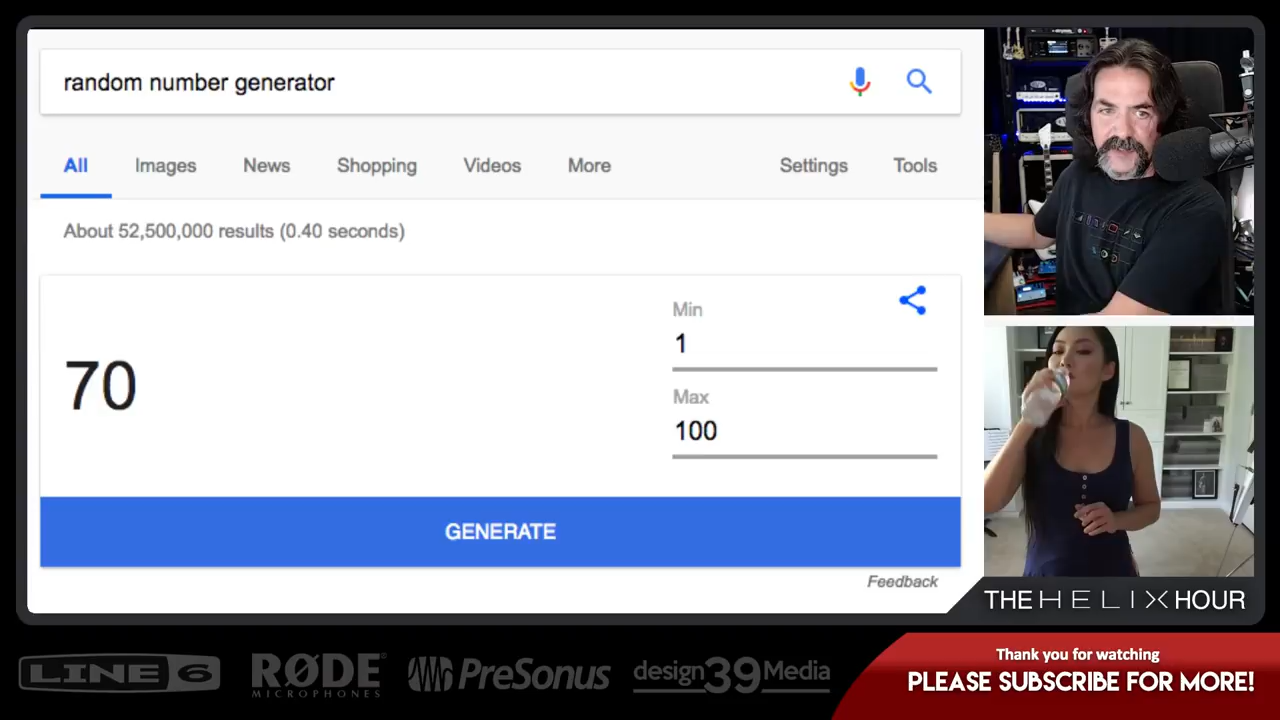 random number generator
All Images News Shopping Videos More Settings Tools
About 52,500,000 results (0.40 seconds)
70
Min
1
Max
100
GENERATE
Feedback
THE HELIX HOUR
LINE 6
RØDE
MICROPHONES
PreSonus
design39Media
Thank you for watching
PLEASE SUBSCRIBE FOR MORE!